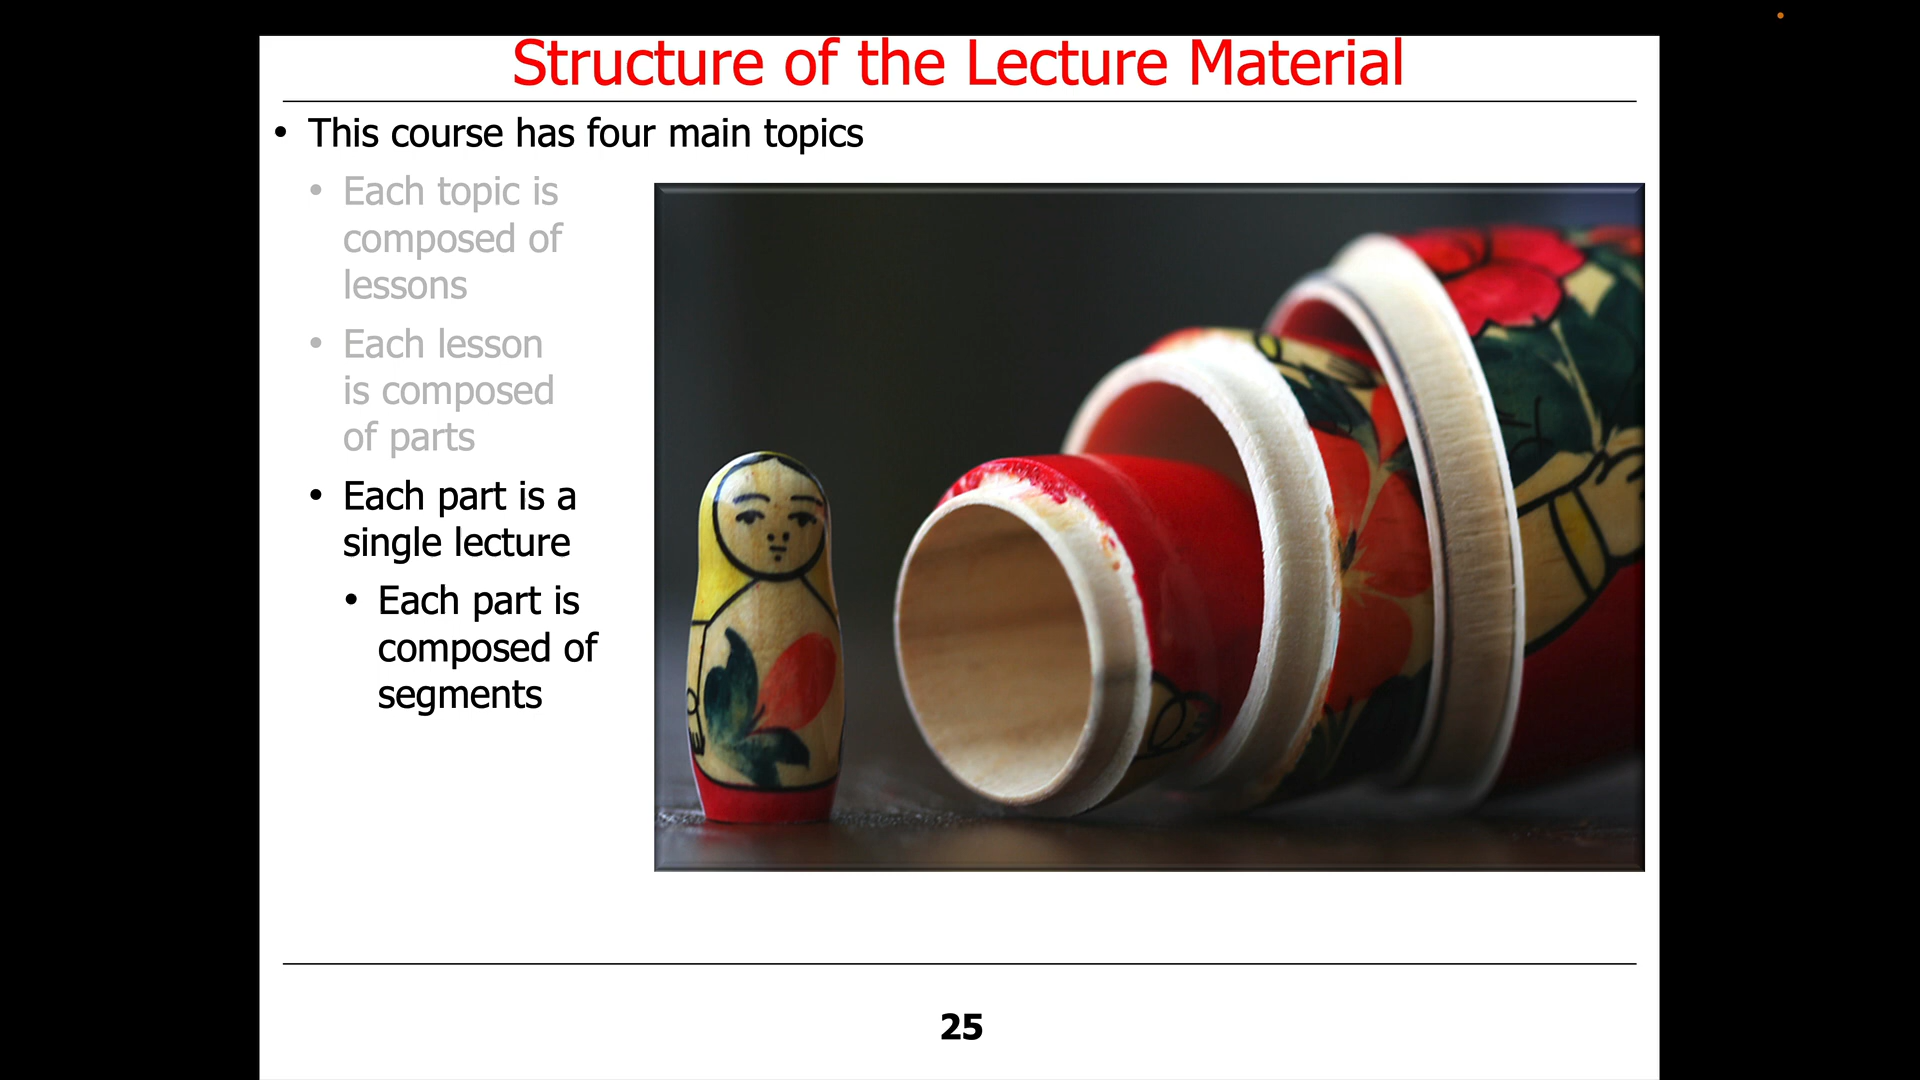 Structure of the Lecture Material
• This course has four main topics
• Each topic is
composed of
lessons
• Each lesson
is composed
of parts
• Each part is a
single lecture
• Each part is
composed of
segments
25